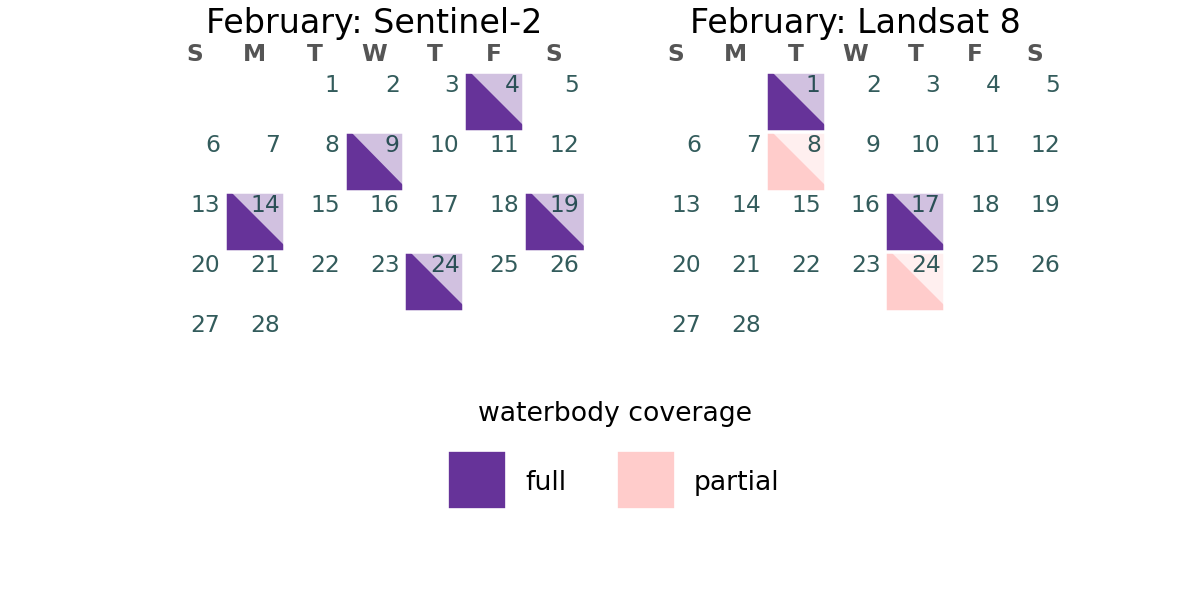 February: Sentinel-2
S M T W T F S
1 2 3 4 5
6 7 8 9 10 11 12
13 14 15 16 17 18 19
20 21 22 23 24 25 26
27 28
February: Landsat 8
S M T W T F S
1 2 3 4 5
6 7 8 9 10 11 12
13 14 15 16 17 18 19
20 21 22 23 24 25 26
27 28
waterbody coverage
full
partial